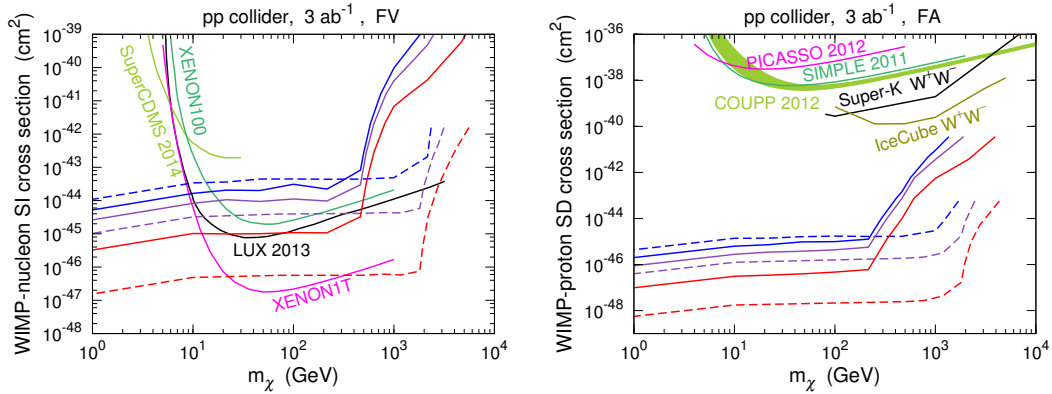 pp collider, 3 ab⁻¹ , FV
WIMP-nucleon SI cross section (cm²)
10⁻³⁹
10⁻⁴⁰
10⁻⁴¹
10⁻⁴²
10⁻⁴³
10⁻⁴⁴
10⁻⁴⁵
10⁻⁴⁶
10⁻⁴⁷
10⁻⁴⁸
SuperCDMS 2014
XENON100
LUX 2013
XENON1T
10⁰
10¹
10²
10³
10⁴
mχ (GeV)
pp collider, 3 ab⁻¹ , FA
WIMP-proton SD cross section (cm²)
10⁻³⁶
10⁻³⁸
10⁻⁴⁰
10⁻⁴²
10⁻⁴⁴
10⁻⁴⁶
10⁻⁴⁸
PICASSO 2012
SIMPLE 2011
COUPP 2012
Super-K W⁺W⁻
IceCube W⁺W⁻
10⁰
10¹
10²
10³
10⁴
mχ (GeV)